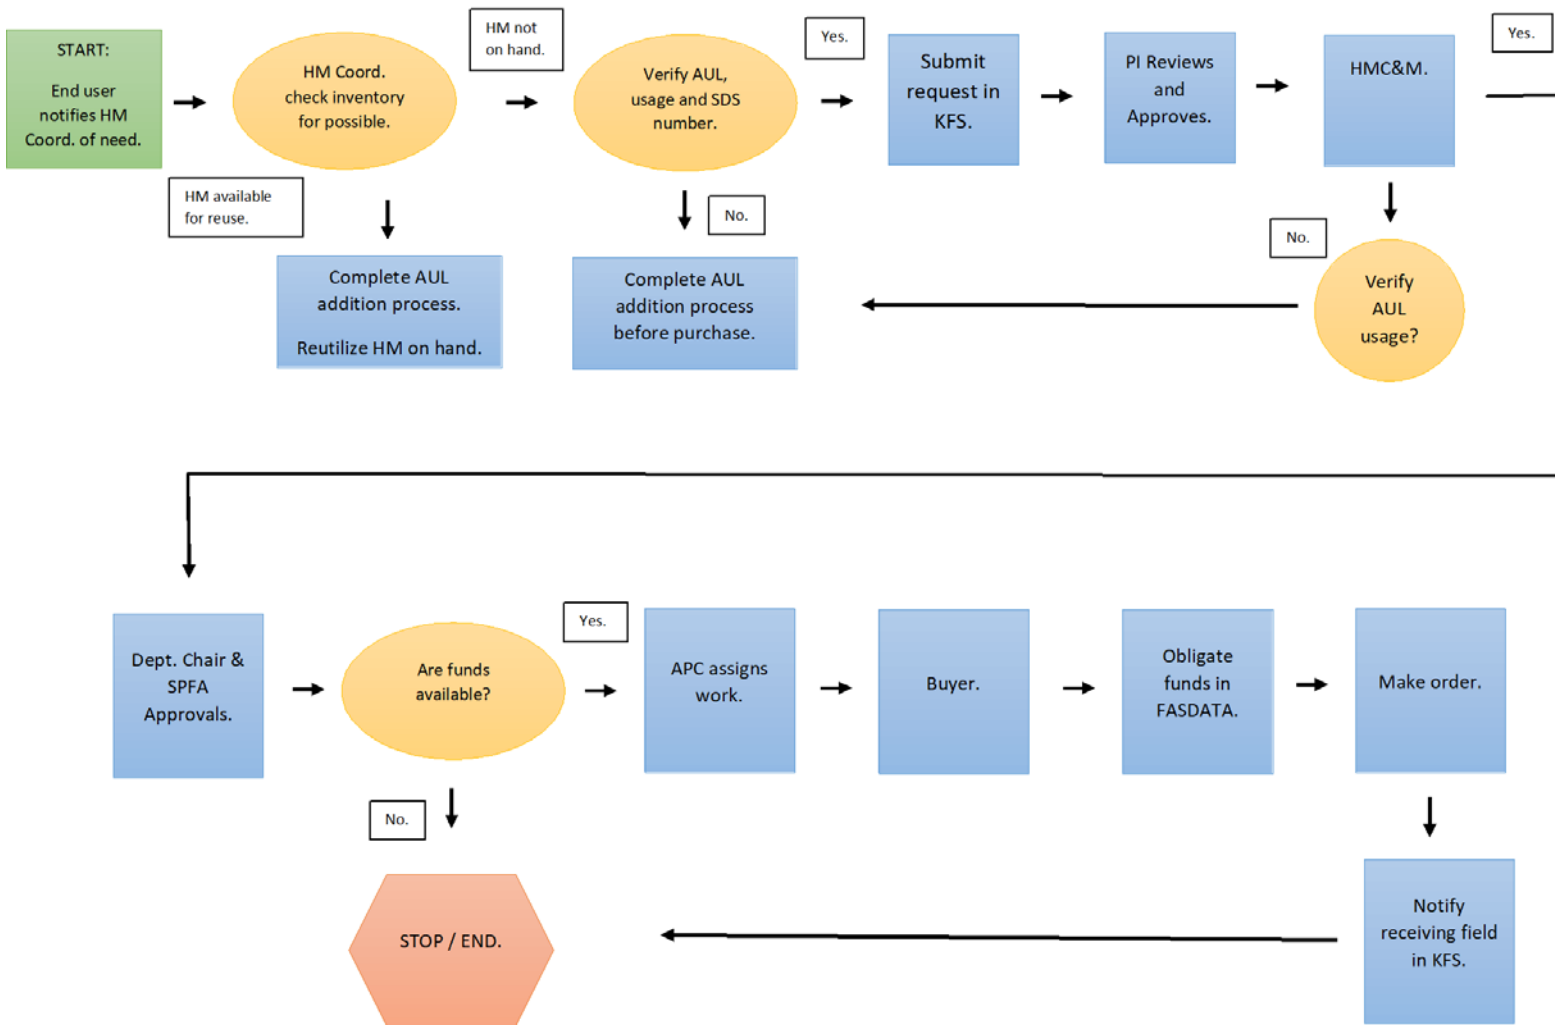 START:
End user
notifies HM
Coord. of need.
HM Coord.
check inventory
for possible.
HM not
on hand.
Verify AUL,
usage and SDS
number.
Yes.
Submit
request in
KFS.
PI Reviews
and
Approves.
HMC&M.
Yes.
HM available
for reuse.
Complete AUL
addition process.
Reutilize HM on hand.
No.
Complete AUL
addition process
before purchase.
No.
Verify
AUL
usage?
Dept. Chair &
SPFA
Approvals.
Are funds
available?
Yes.
APC assigns
work.
Buyer.
Obligate
funds in
FASDATA.
Make order.
No.
STOP / END.
Notify
receiving field
in KFS.